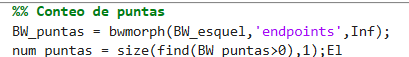 %% Conteo de puntas
BW_puntas = bwmorph(BW_esquel,'endpoints',Inf);
num puntas = size(find(BW puntas>0),1);El